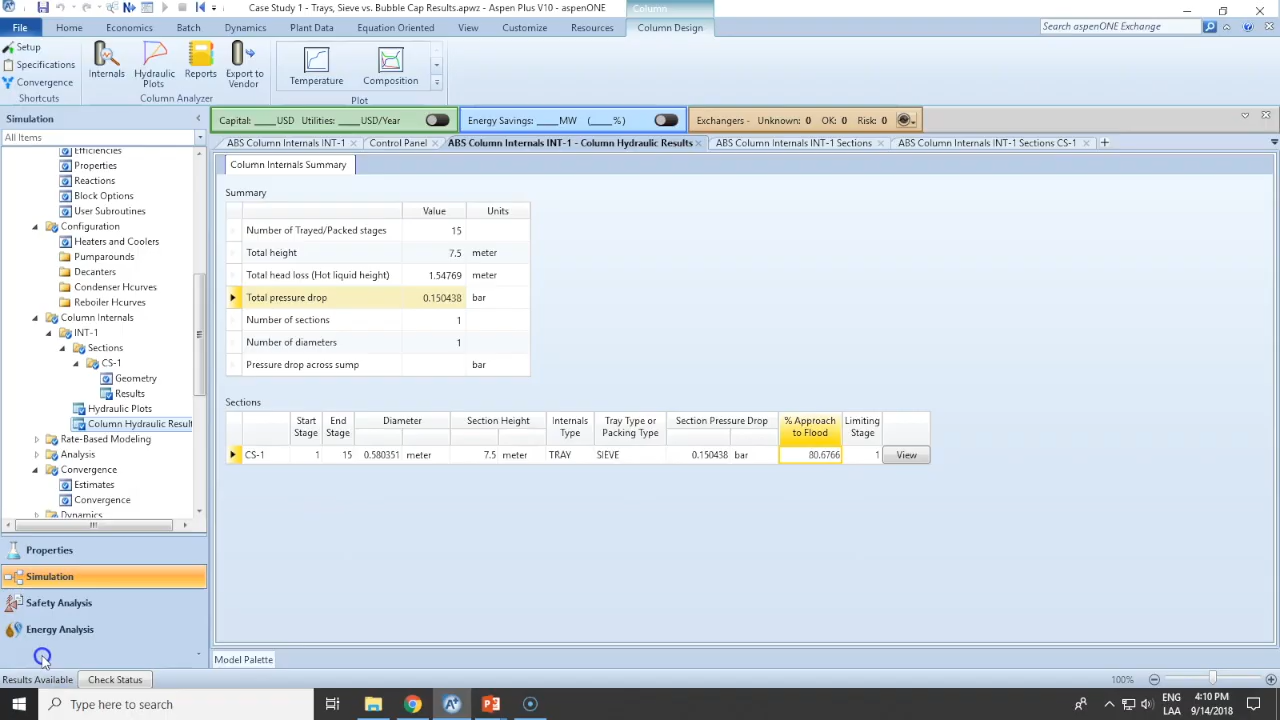 Case Study 1 - Trays, Sieve vs. Bubble Cap Results.apwz - Aspen Plus V10 - aspenONE
Column
File Home Economics Batch Dynamics Plant Data Equation Oriented View Customize Resources Column Design
Search aspenONE Exchange
Setup
Specifications
Convergence
Shortcuts
Internals
Hydraulic Plots
Reports
Export to Vendor
Column Analyzer
Temperature
Composition
Plot
Simulation
Capital: ____USD Utilities: ____USD/Year
Energy Savings: ____MW (____%)
Exchangers - Unknown: 0 OK: 0 Risk: 0
All Items
ABS Column Internals INT-1
Control Panel
ABS Column Internals INT-1 - Column Hydraulic Results
ABS Column Internals INT-1 Sections
ABS Column Internals INT-1 Sections CS-1
Efficiencies
Properties
Reactions
Block Options
User Subroutines
Configuration
Heaters and Coolers
Pumparounds
Decanters
Condenser Hcurves
Reboiler Hcurves
Column Internals
INT-1
Sections
CS-1
Geometry
Results
Hydraulic Plots
Column Hydraulic Result
Rate-Based Modeling
Analysis
Convergence
Estimates
Convergence
Dynamics
Properties
Simulation
Safety Analysis
Energy Analysis
Column Internals Summary
Summary
Value Units
Number of Trayed/Packed stages 15
Total height 7.5 meter
Total head loss (Hot liquid height) 1.54769 meter
Total pressure drop 0.150438 bar
Number of sections 1
Number of diameters 1
Pressure drop across sump bar
Sections
Start Stage End Stage Diameter Section Height Internals Type Tray Type or Packing Type Section Pressure Drop % Approach to Flood Limiting Stage
CS-1 1 15 0.580351 meter 7.5 meter TRAY SIEVE 0.150438 bar 80.6766 1 View
Model Palette
Results Available Check Status
100%
Type here to search
ENG
LAA
4:10 PM
9/14/2018